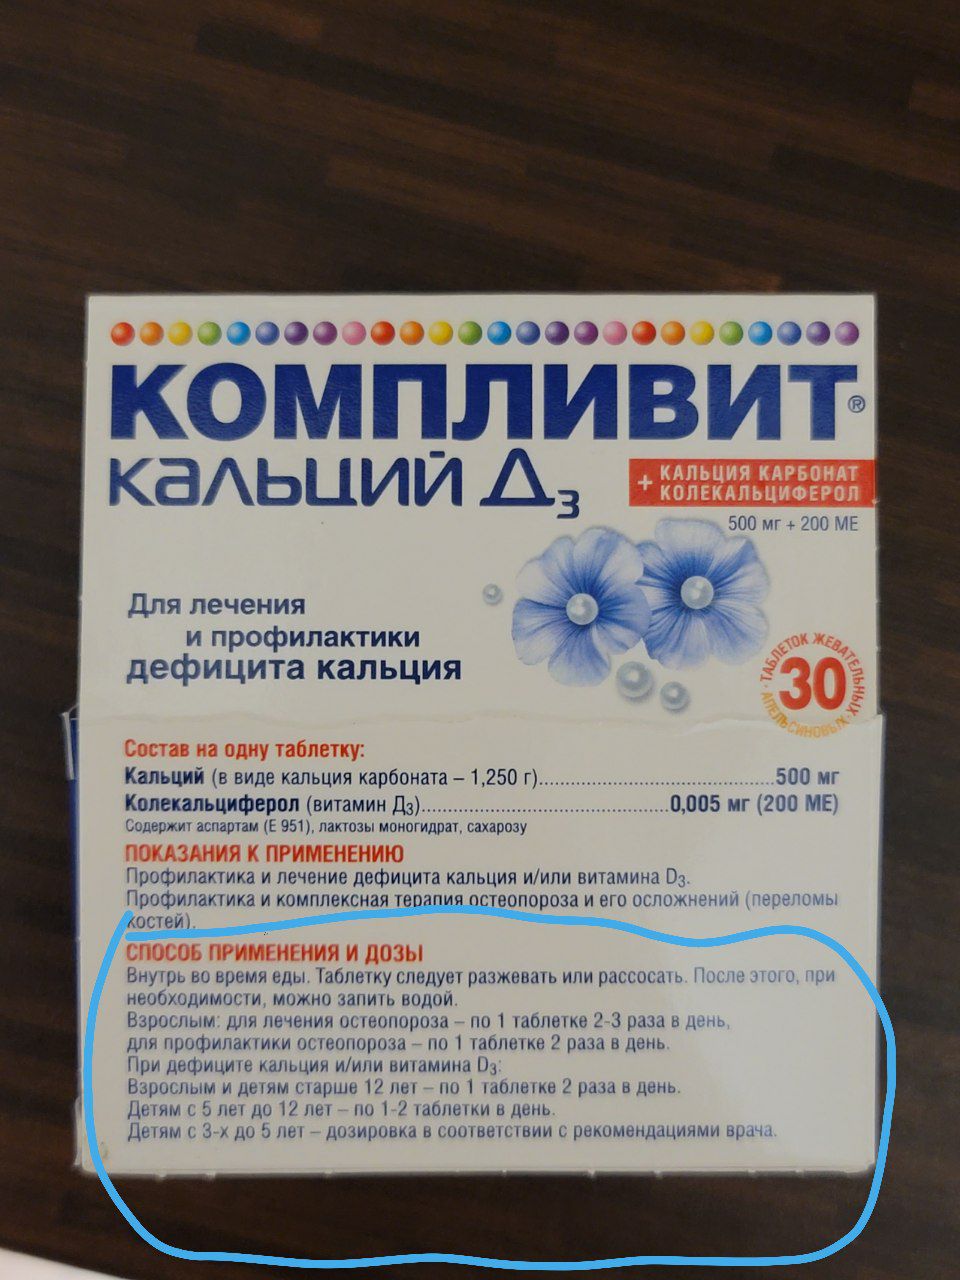 КОМПЛИВИТ®
кальций Д3
+ КАЛЬЦИЯ КАРБОНАТ
КОЛЕКАЛЬЦИФЕРОЛ
500 мг + 200 МЕ
Для лечения
и профилактики
дефицита кальция
30
ТАБЛЕТОК ЖЕВАТЕЛЬНЫХ
АПЕЛЬСИНОВЫХ
Состав на одну таблетку:
Кальций (в виде кальция карбоната – 1,250 г)..........500 мг
Колекальциферол (витамин Д3)..........0,005 мг (200 МЕ)
Содержит аспартам (Е 951), лактозы моногидрат, сахарозу
ПОКАЗАНИЯ К ПРИМЕНЕНИЮ
Профилактика и лечение дефицита кальция и/или витамина D3.
Профилактика и комплексная терапия остеопороза и его осложнений (переломы
костей).
СПОСОБ ПРИМЕНЕНИЯ И ДОЗЫ
Внутрь во время еды. Таблетку следует разжевать или рассосать. После этого, при
необходимости, можно запить водой.
Взрослым: для лечения остеопороза – по 1 таблетке 2-3 раза в день,
для профилактики остеопороза – по 1 таблетке 2 раза в день.
При дефиците кальция и/или витамина D3:
Взрослым и детям старше 12 лет – по 1 таблетке 2 раза в день.
Детям с 5 лет до 12 лет – по 1-2 таблетки в день.
Детям с 3-х до 5 лет – дозировка в соответствии с рекомендациями врача.